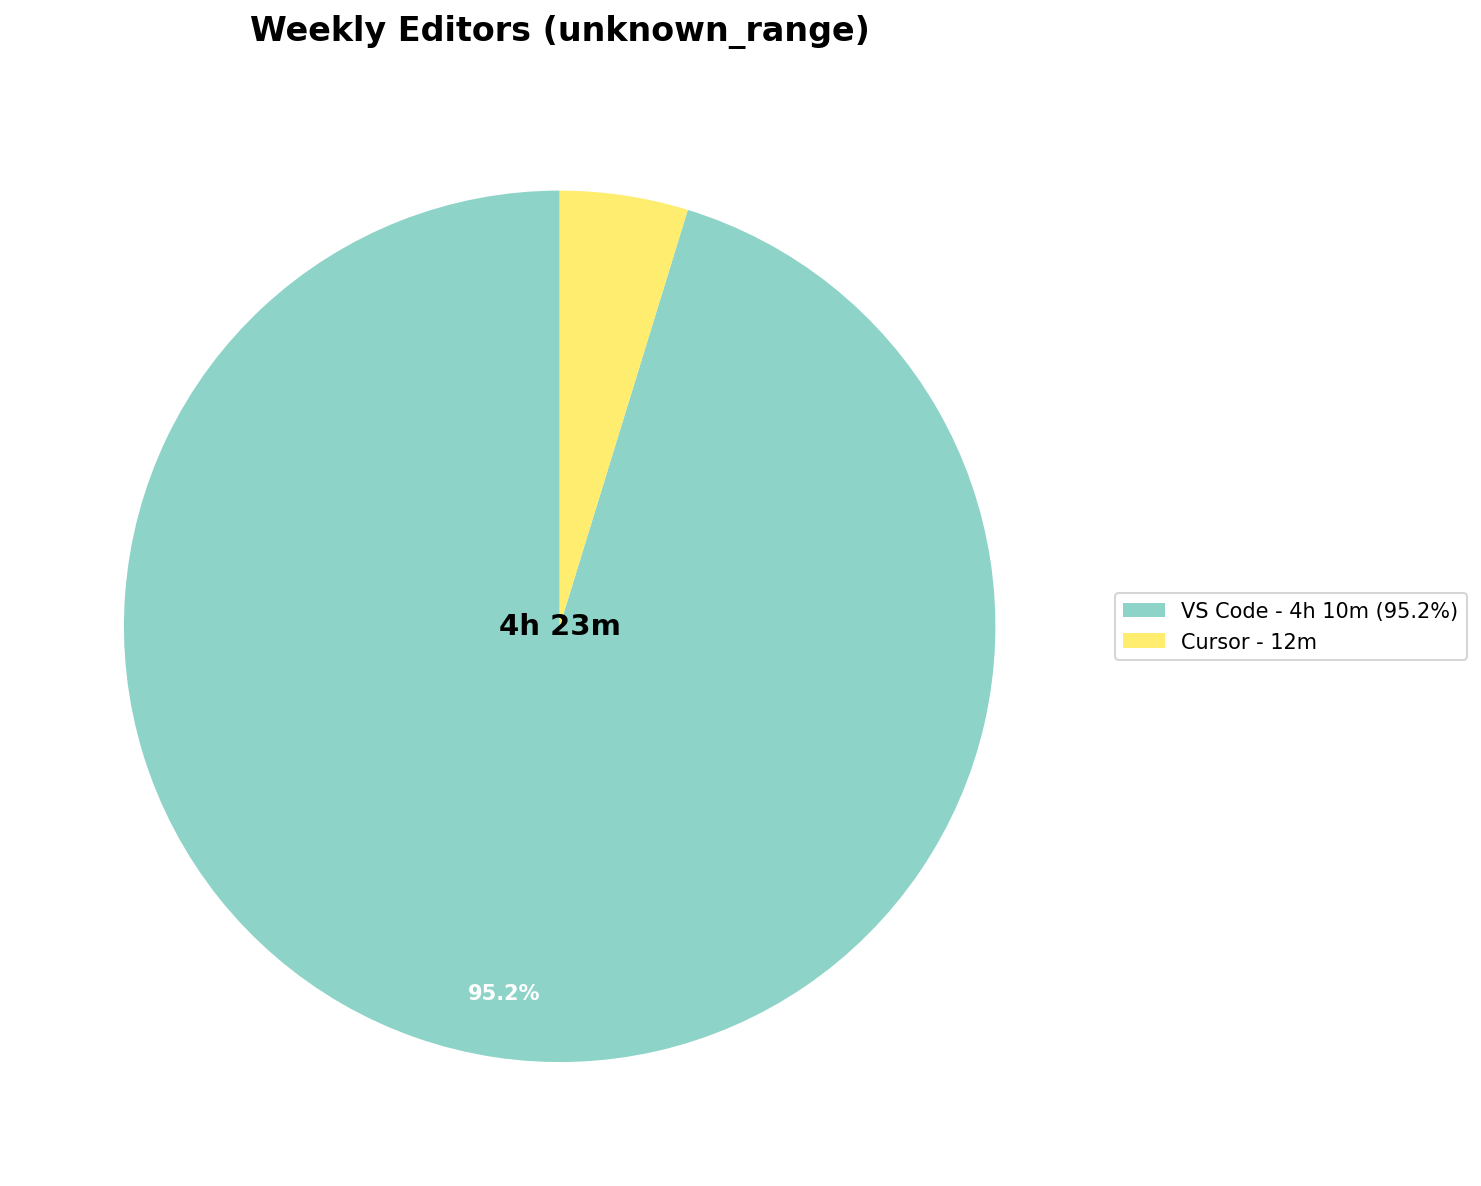 Weekly Editors (unknown_range)
4h 23m
VS Code - 4h 10m (95.2%)
Cursor - 12m
95.2%